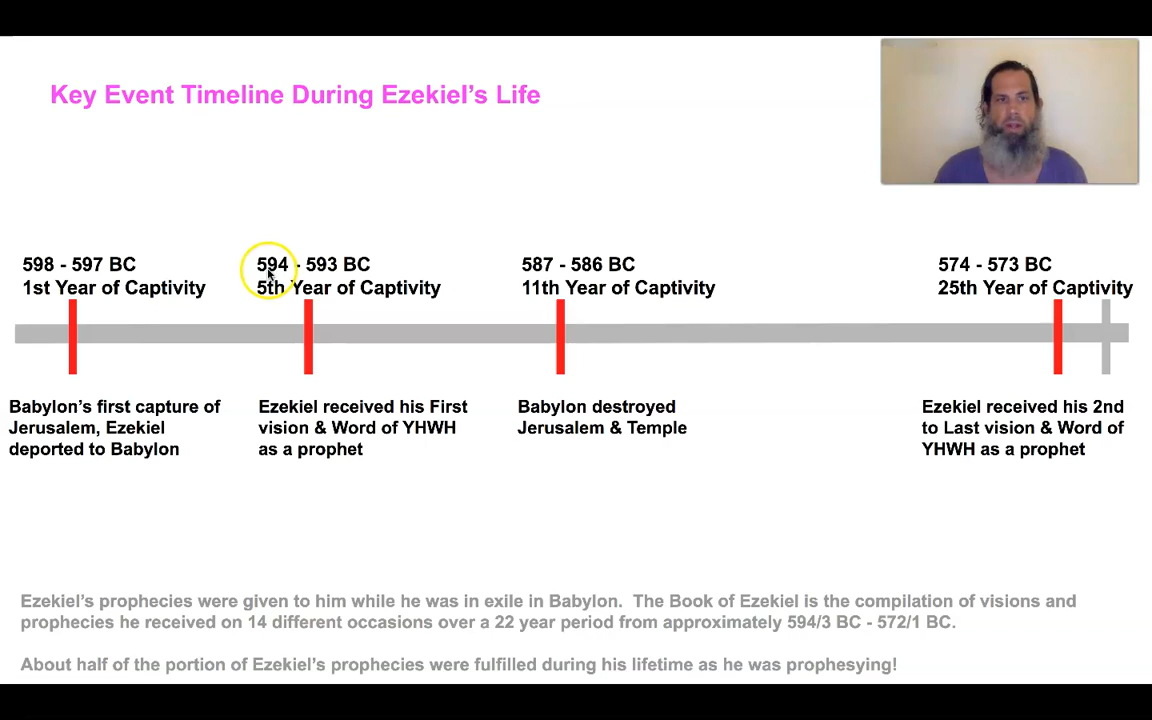 Key Event Timeline During Ezekiel's Life
598 - 597 BC
1st Year of Captivity
594 - 593 BC
5th Year of Captivity
587 - 586 BC
11th Year of Captivity
574 - 573 BC
25th Year of Captivity
Babylon's first capture of
Jerusalem, Ezekiel
deported to Babylon
Ezekiel received his First
vision & Word of YHWH
as a prophet
Babylon destroyed
Jerusalem & Temple
Ezekiel received his 2nd
to Last vision & Word of
YHWH as a prophet
Ezekiel's prophecies were given to him while he was in exile in Babylon.  The Book of Ezekiel is the compilation of visions and
prophecies he received on 14 different occasions over a 22 year period from approximately 594/3 BC - 572/1 BC.
About half of the portion of Ezekiel's prophecies were fulfilled during his lifetime as he was prophesying!